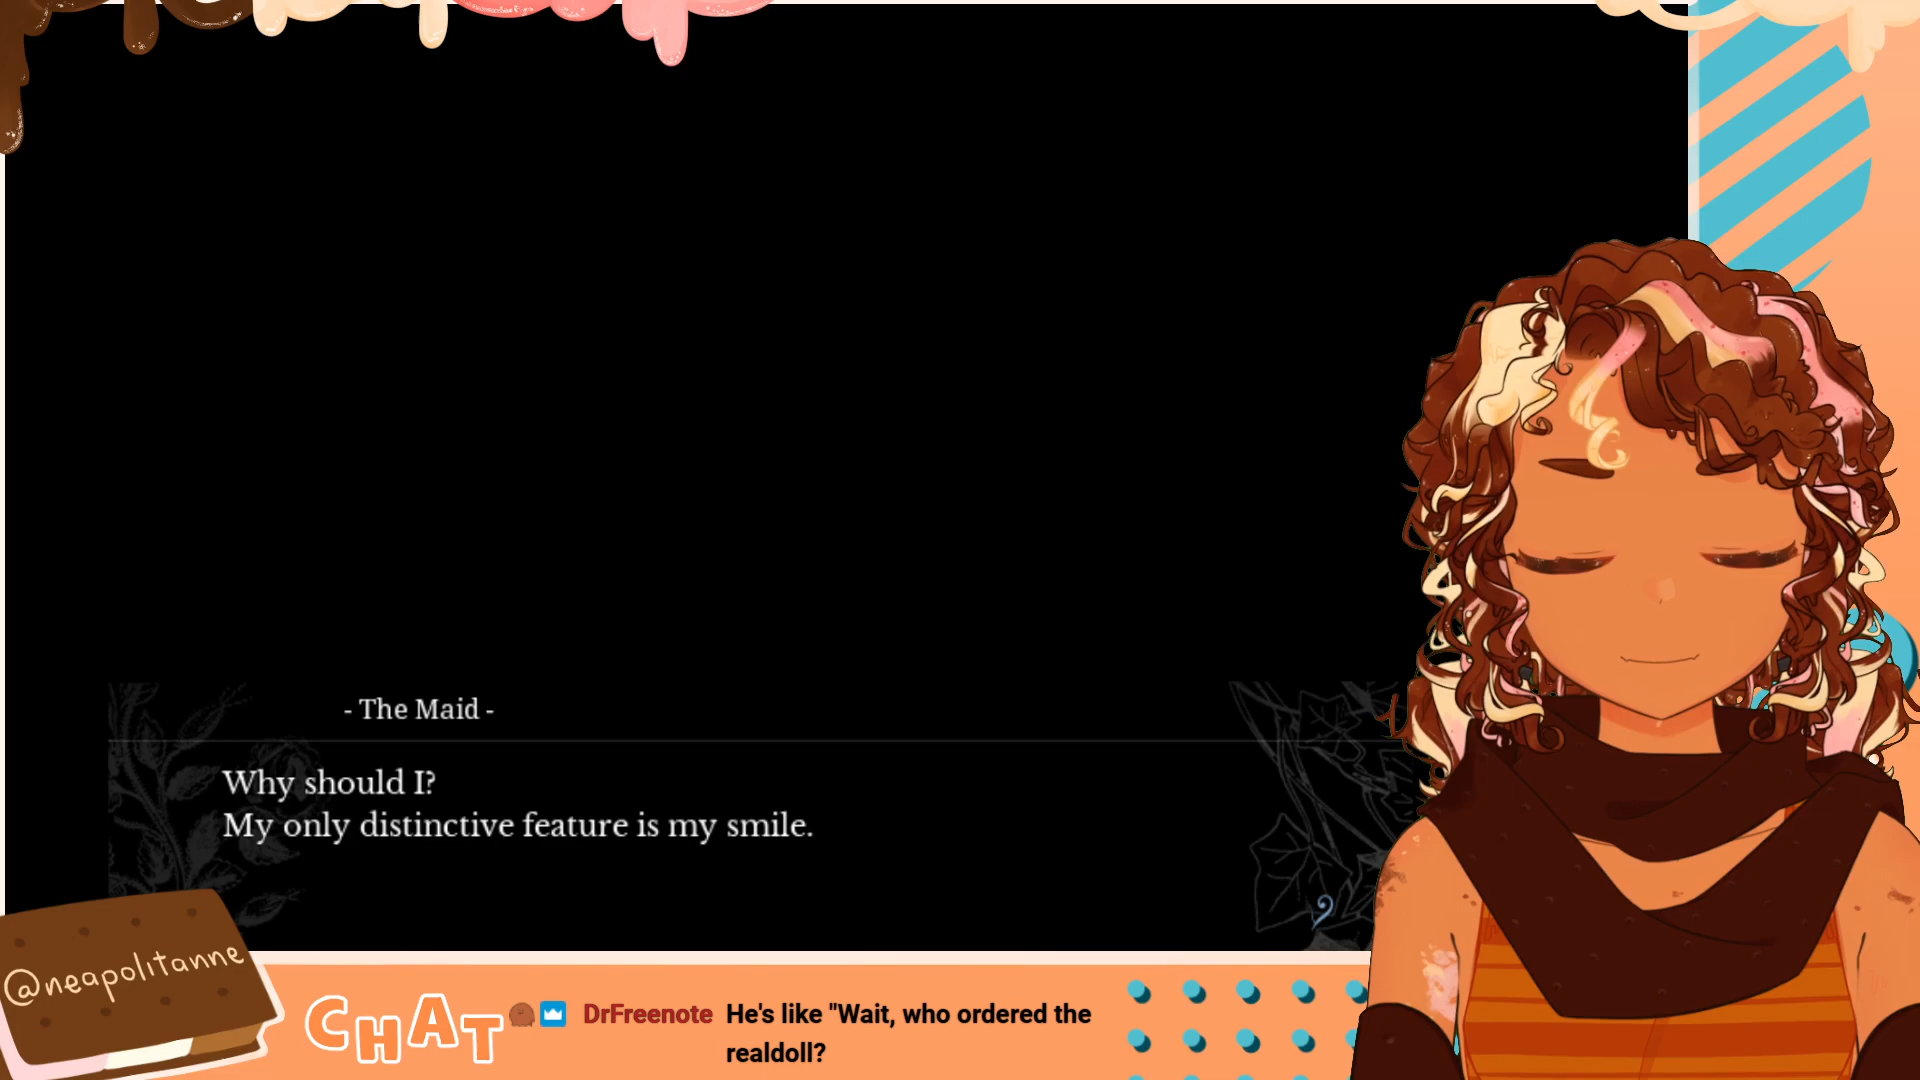 - The Maid -
Why should I?
My only distinctive feature is my smile.
@neapolitanne
CHAT
DrFreenote He's like "Wait, who ordered the
realdoll?